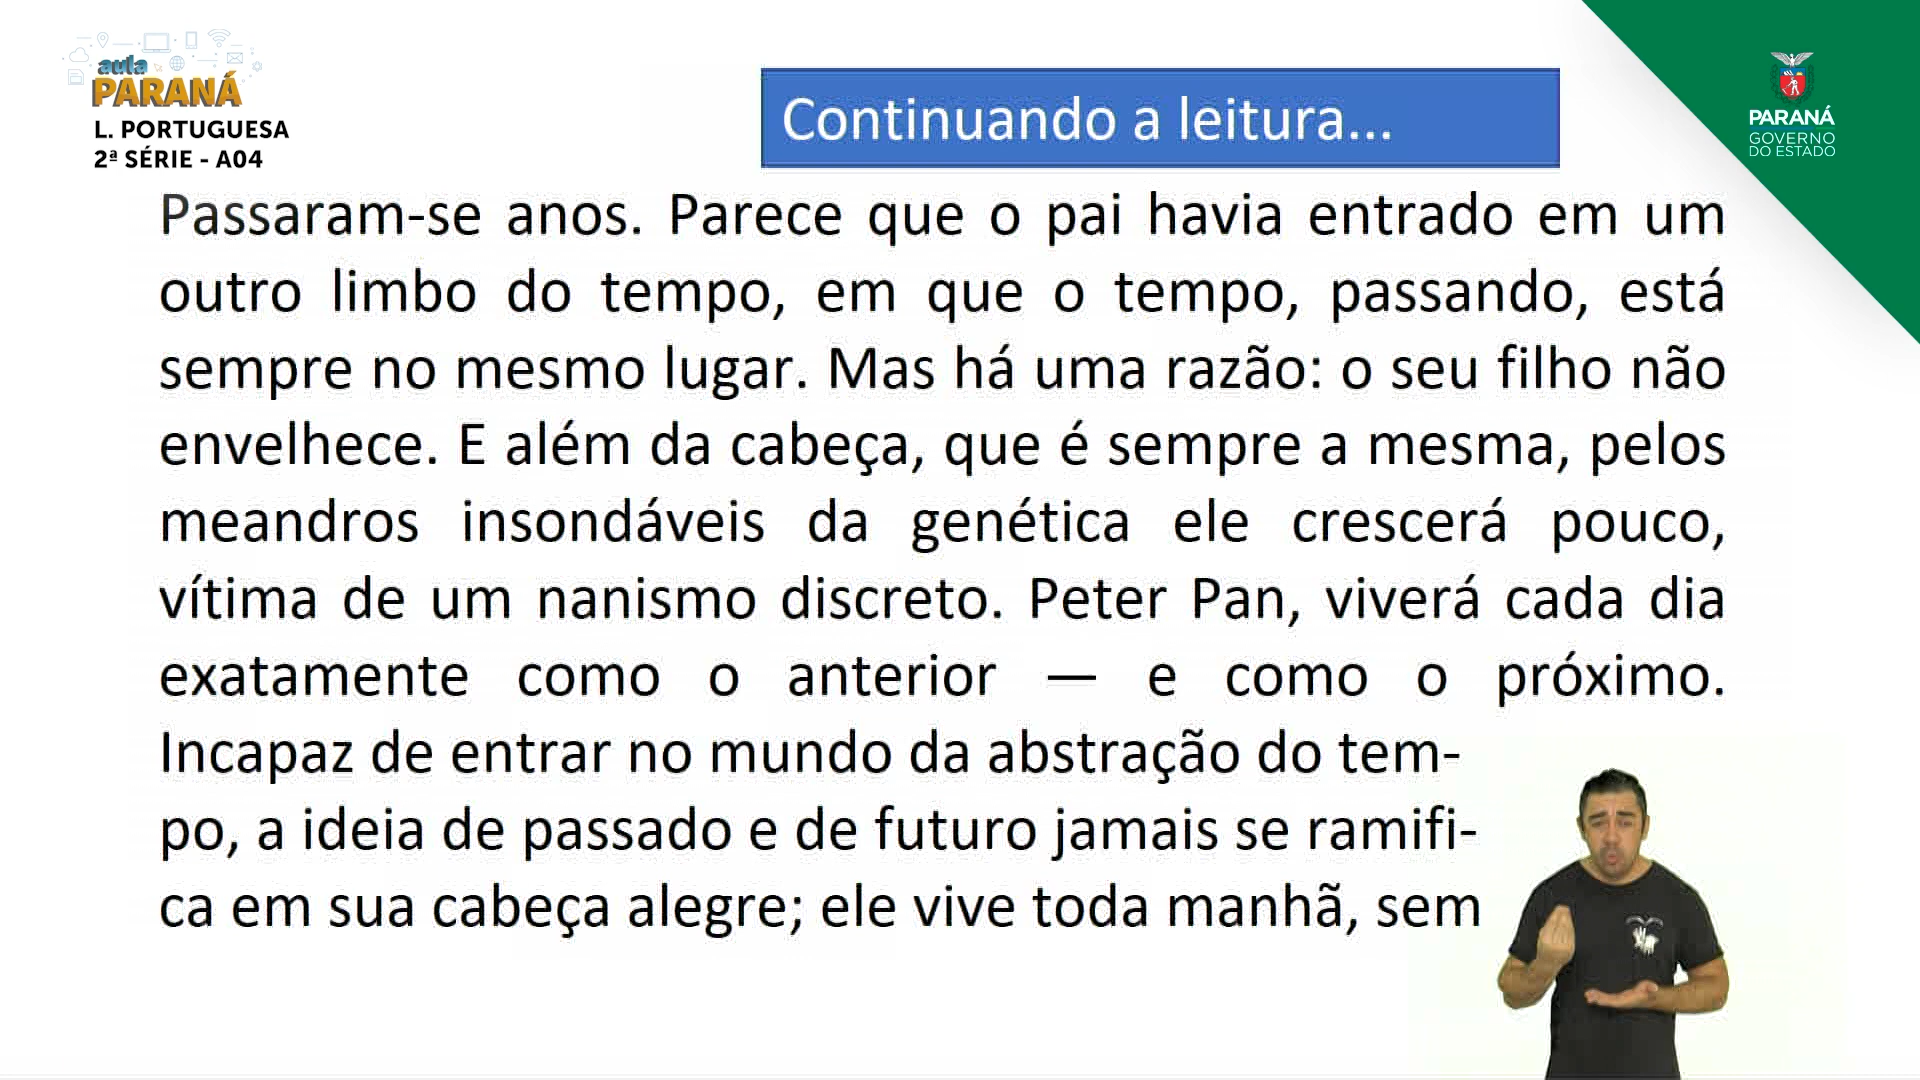 aula
PARANÁ
L. PORTUGUESA
2ª SÉRIE - A04
Continuando a leitura...
PARANÁ
GOVERNO
DO ESTADO
Passaram-se anos. Parece que o pai havia entrado em um
outro limbo do tempo, em que o tempo, passando, está
sempre no mesmo lugar. Mas há uma razão: o seu filho não
envelhece. E além da cabeça, que é sempre a mesma, pelos
meandros insondáveis da genética ele crescerá pouco,
vítima de um nanismo discreto. Peter Pan, viverá cada dia
exatamente como o anterior — e como o próximo.
Incapaz de entrar no mundo da abstração do tem-
po, a ideia de passado e de futuro jamais se ramifi-
ca em sua cabeça alegre; ele vive toda manhã, sem